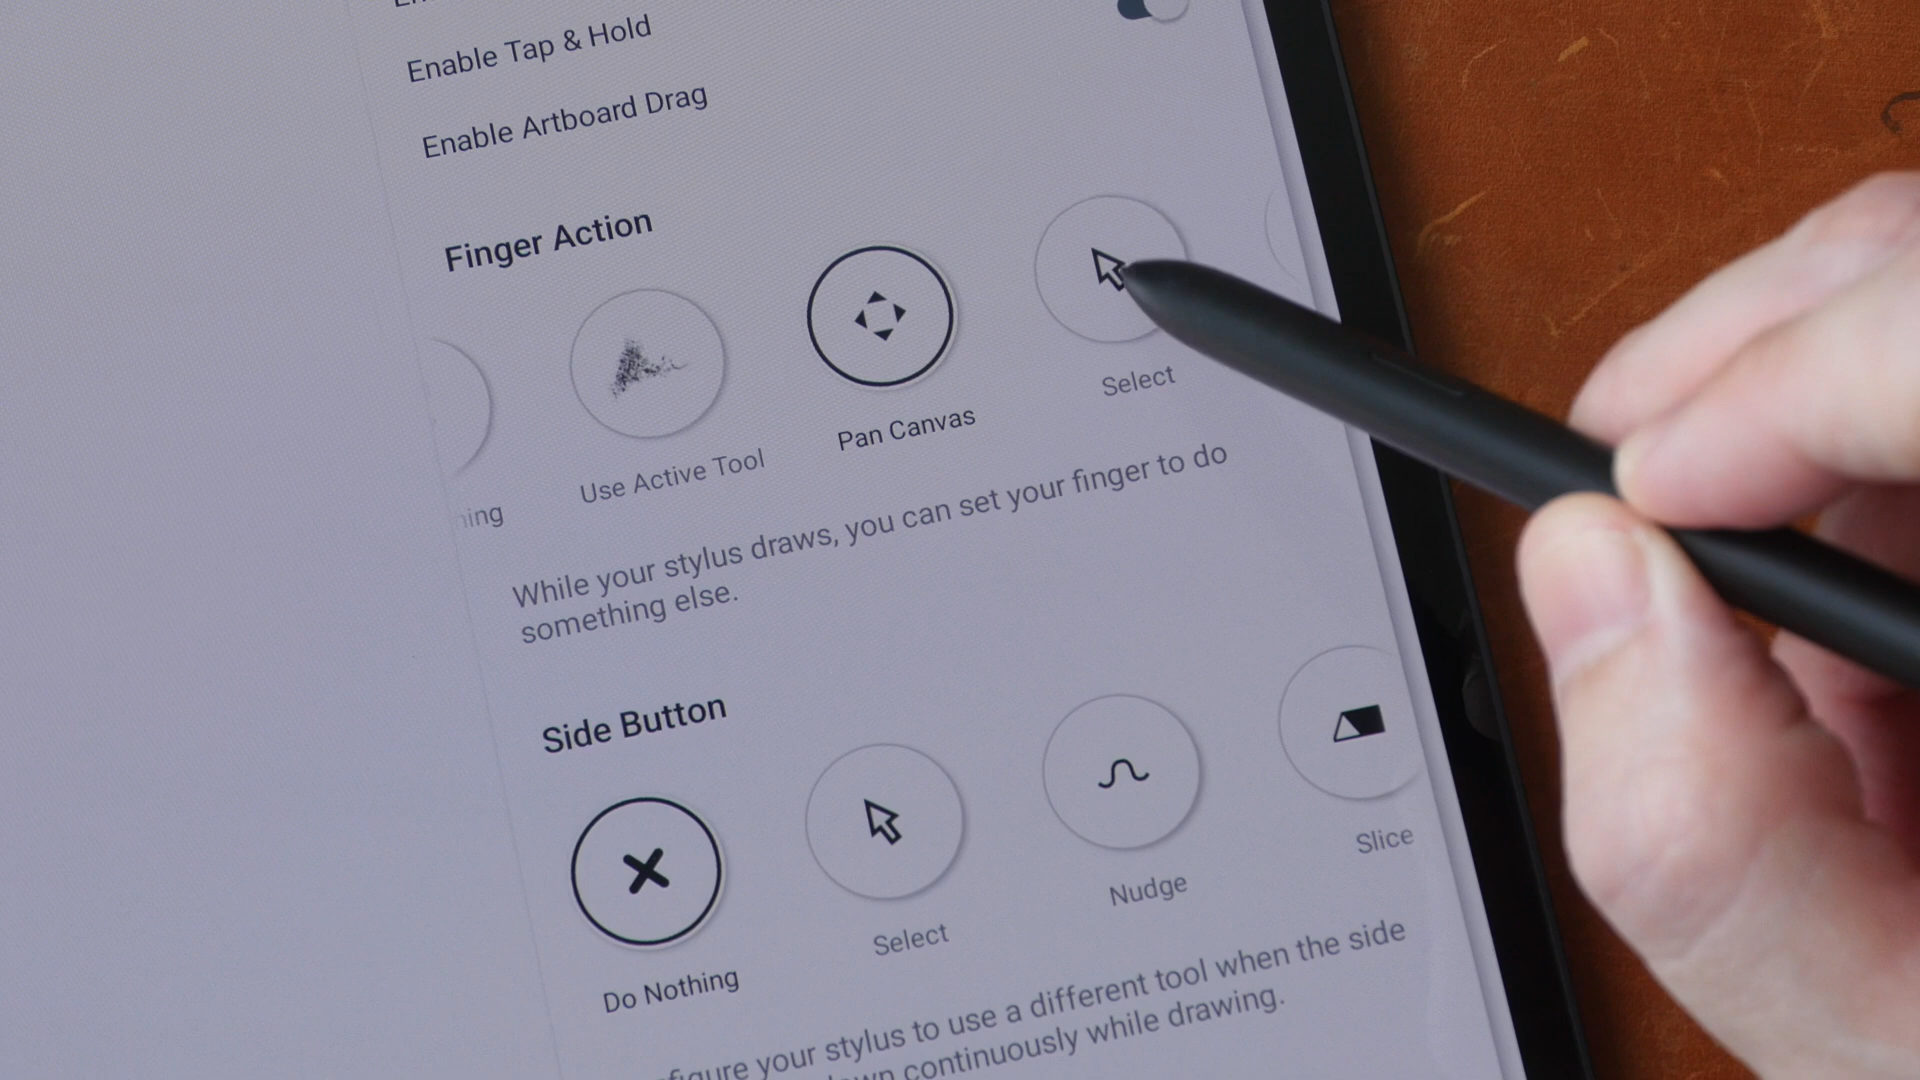 Enable Tap & Hold
Enable Artboard Drag
Finger Action
Use Active Tool
Pan Canvas
Select
While your stylus draws, you can set your finger to do
something else.
Side Button
Do Nothing
Select
Nudge
Slice
your stylus to use a different tool when the side
continuously while drawing.